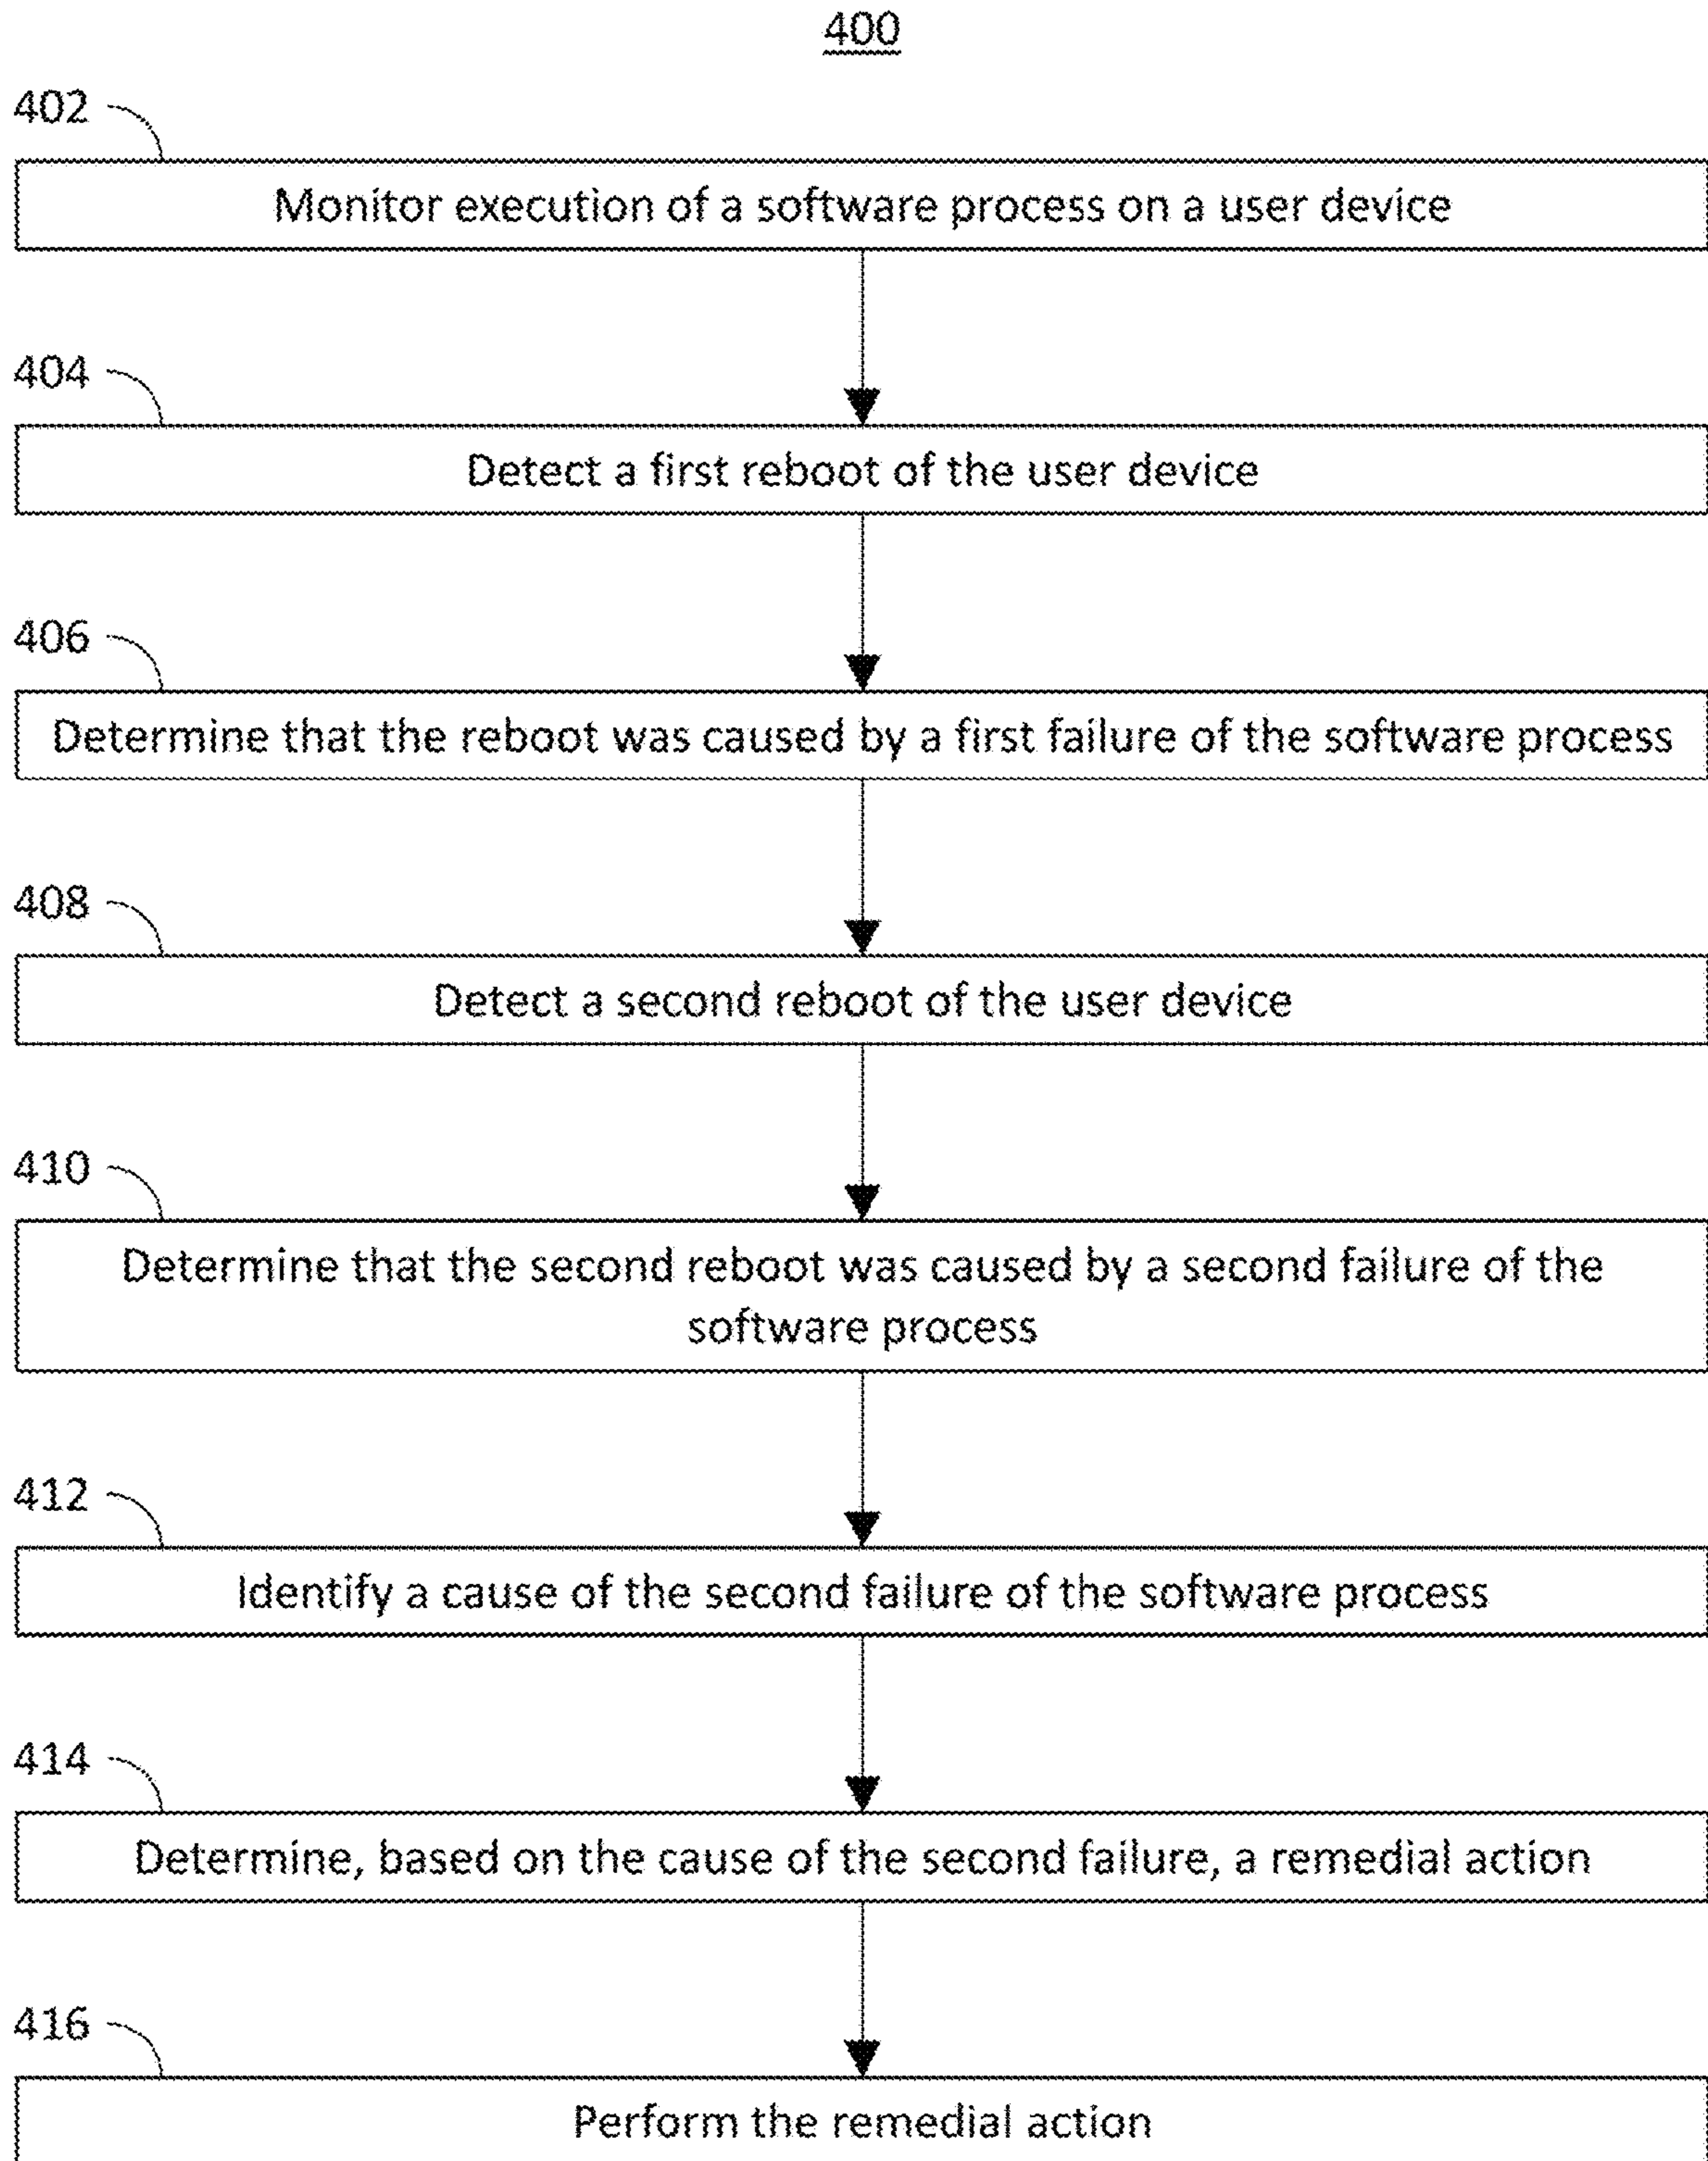 400
402
Monitor execution of a software process on a user device
404
Detect a first reboot of the user device
406
Determine that the reboot was caused by a first failure of the software process
408
Detect a second reboot of the user device
410
Determine that the second reboot was caused by a second failure of the
software process
412
Identify a cause of the second failure of the software process
414
Determine, based on the cause of the second failure, a remedial action
416
Perform the remedial action